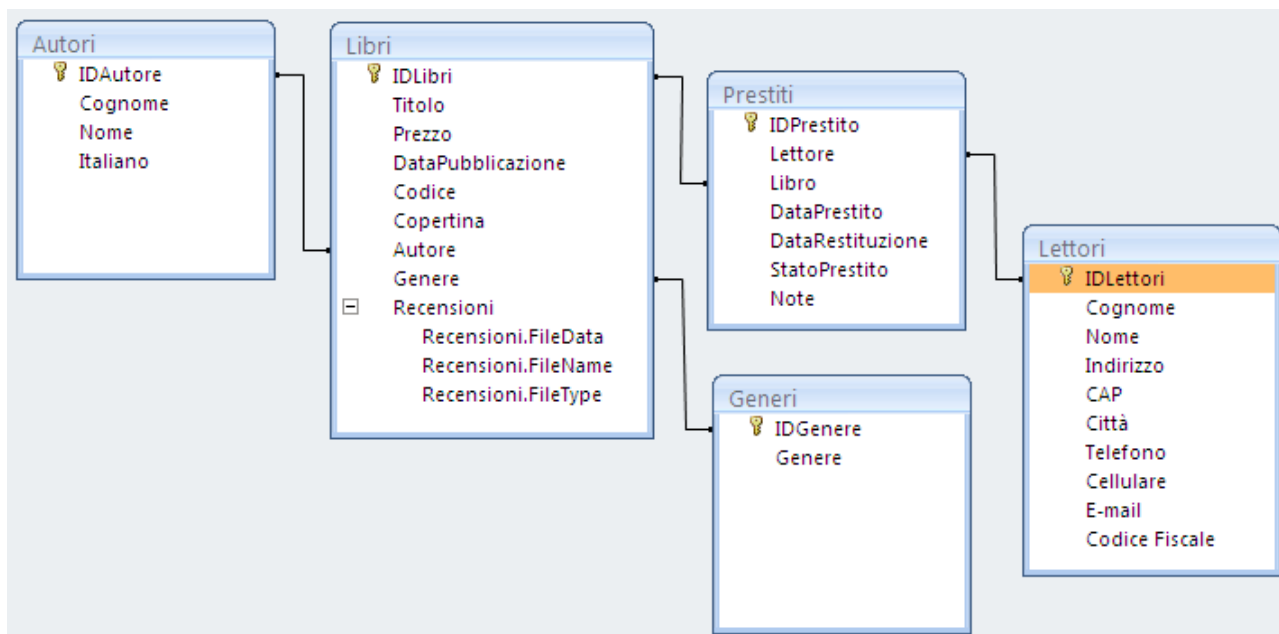 Autori
IDAutore
Cognome
Nome
Italiano
Libri
IDLibri
Titolo
Prezzo
DataPubblicazione
Codice
Copertina
Autore
Genere
Recensioni
Recensioni.FileData
Recensioni.FileName
Recensioni.FileType
Prestiti
IDPrestito
Lettore
Libro
DataPrestito
DataRestituzione
StatoPrestito
Note
Generi
IDGenere
Genere
Lettori
IDLettori
Cognome
Nome
Indirizzo
CAP
Città
Telefono
Cellulare
E-mail
Codice Fiscale